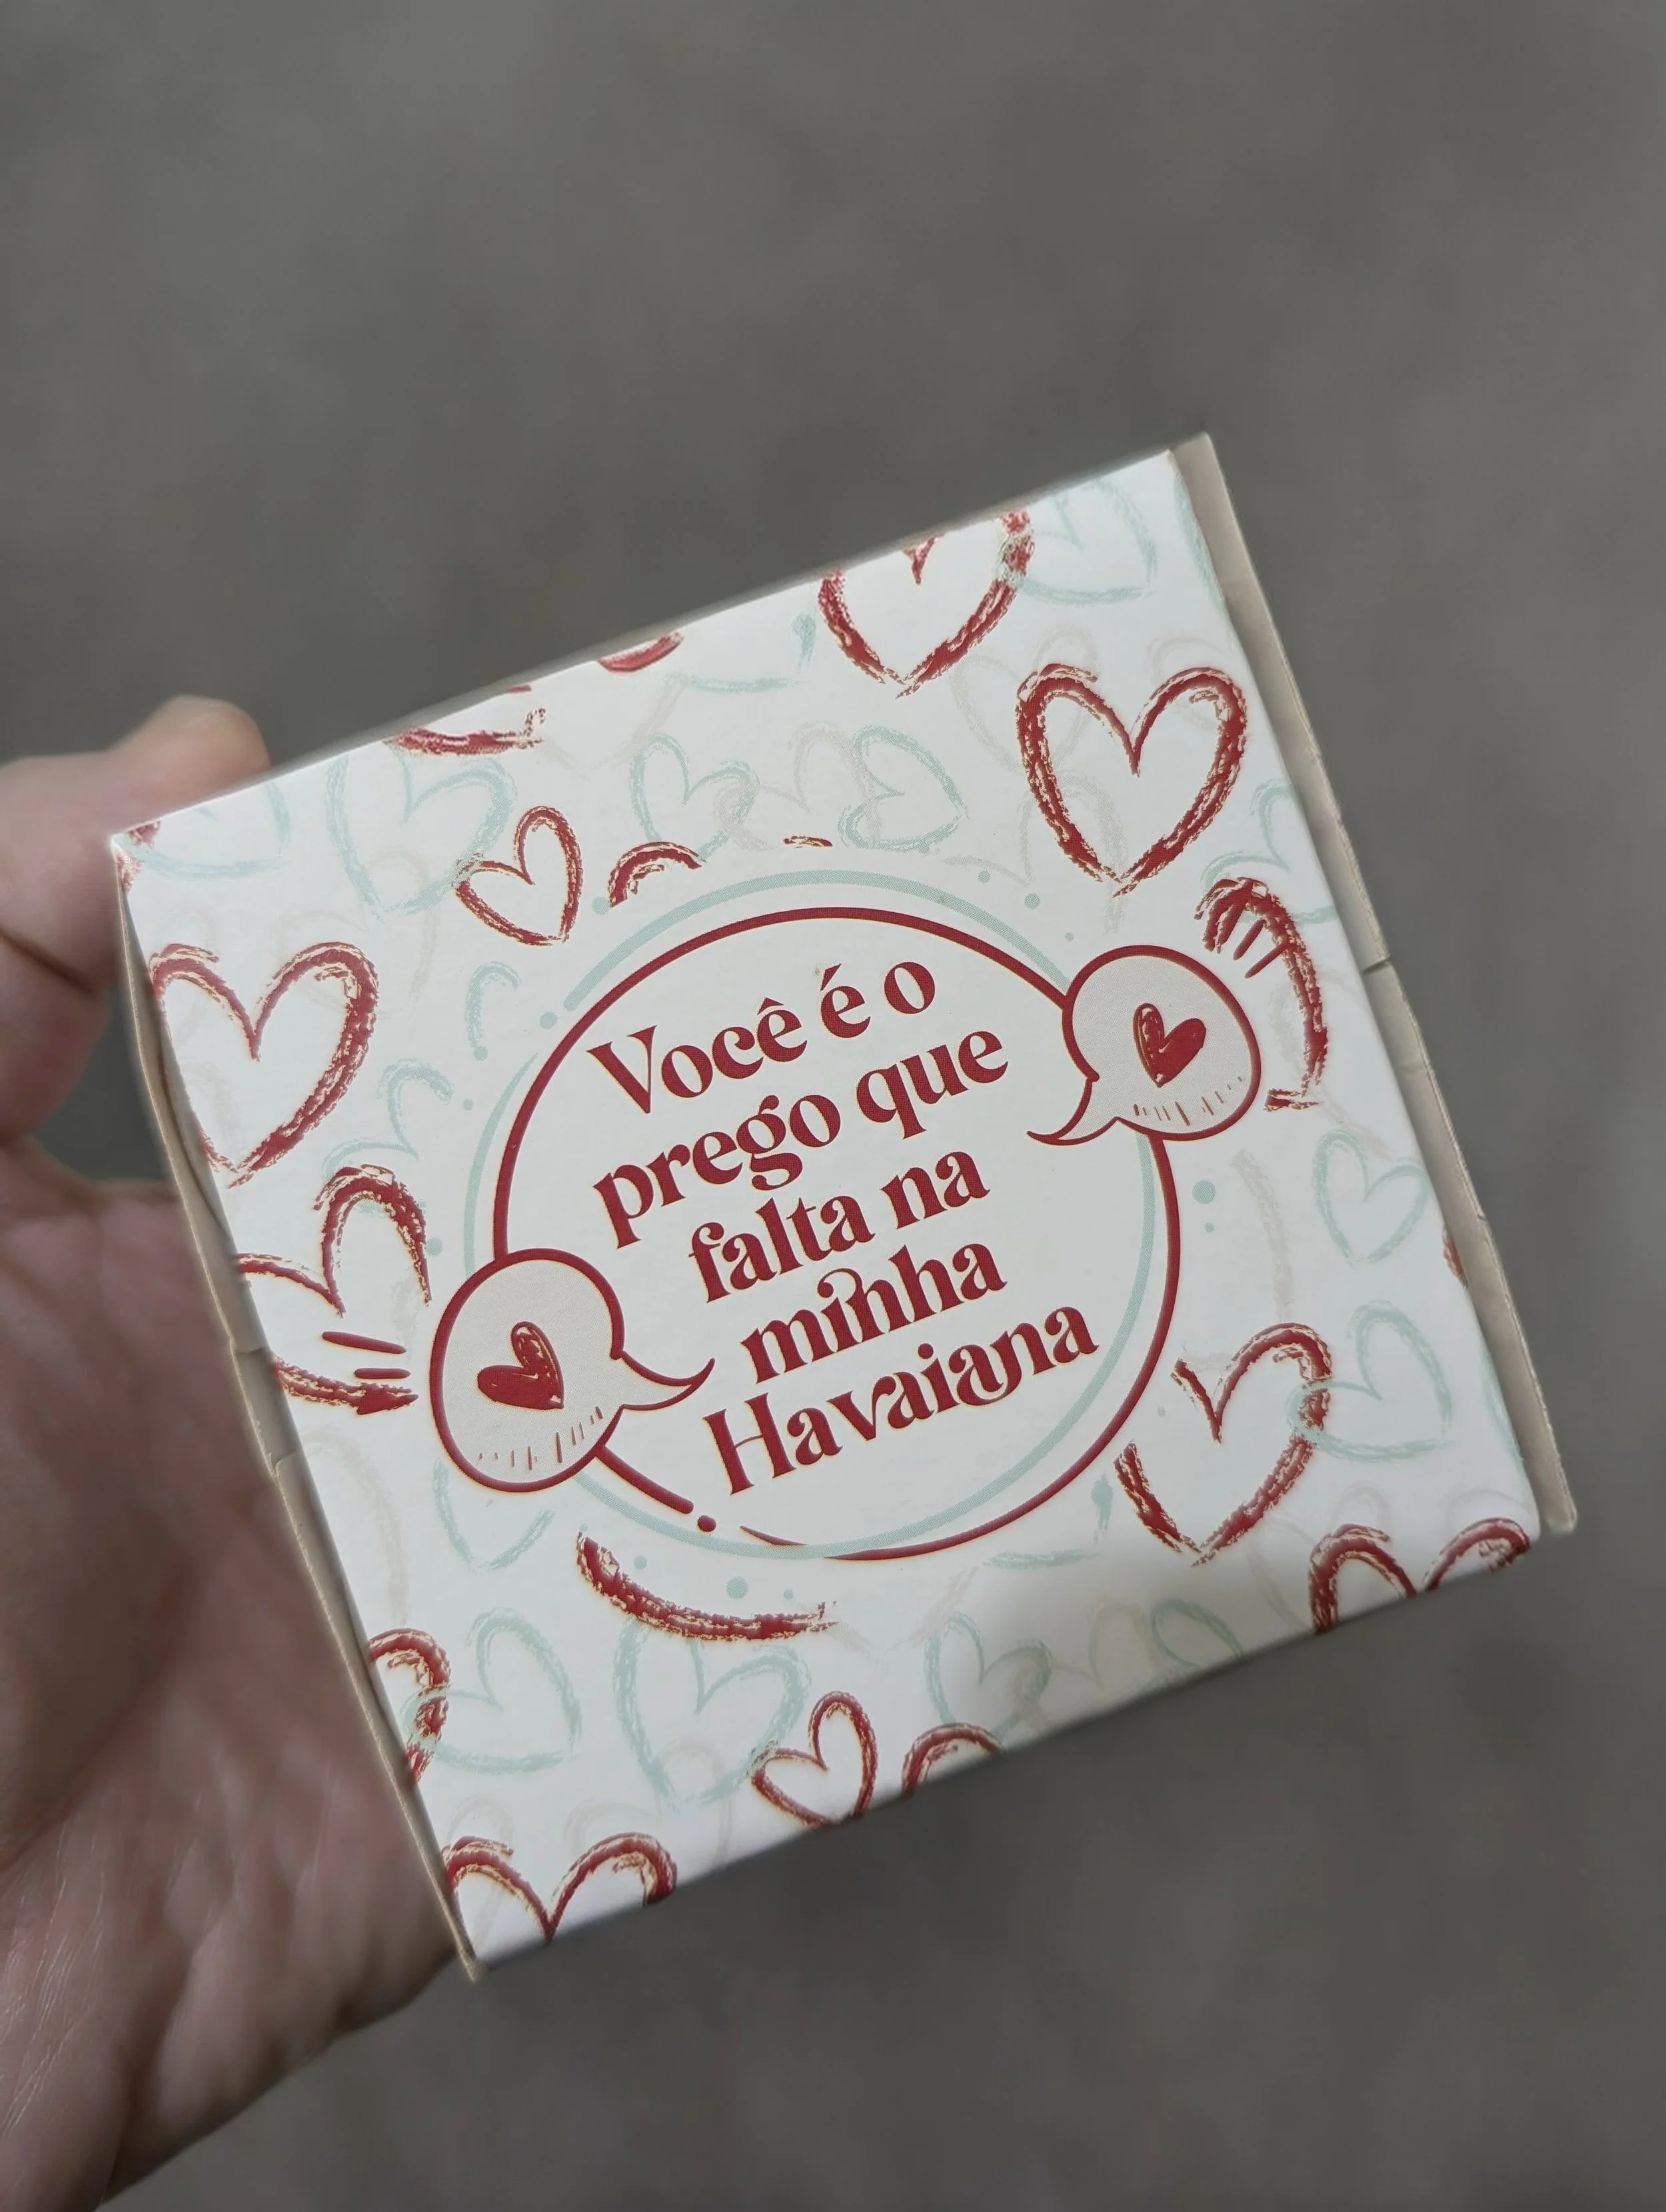 Você é o
prego que
falta na
minha
Havaiana